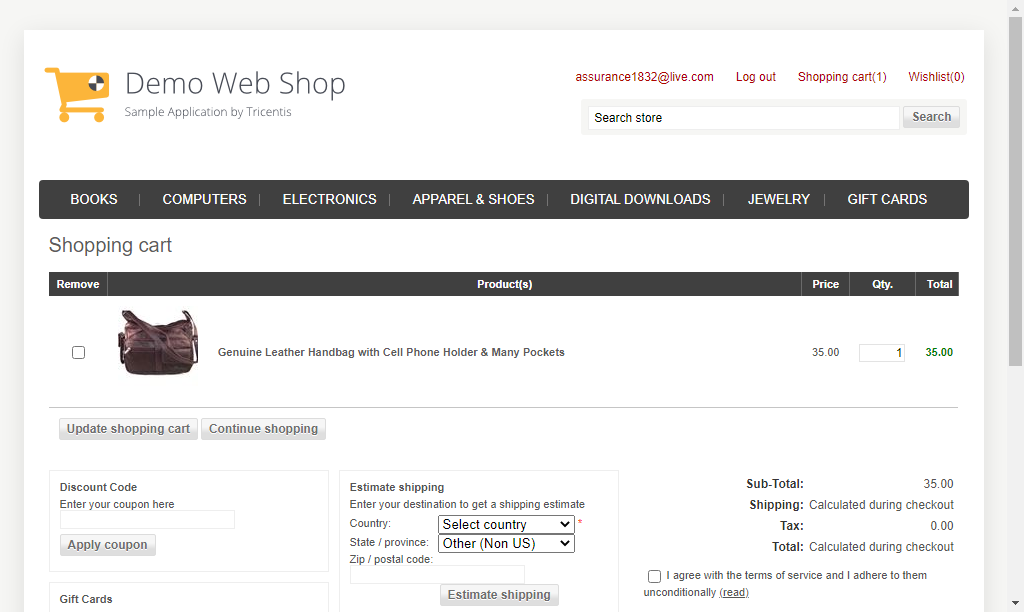 Demo Web Shop
Sample Application by Tricentis
assurance1832@live.com Log out Shopping cart(1) Wishlist(0)
Search store Search
BOOKS COMPUTERS ELECTRONICS APPAREL & SHOES DIGITAL DOWNLOADS JEWELRY GIFT CARDS
Shopping cart
Remove Product(s) Price Qty. Total
Genuine Leather Handbag with Cell Phone Holder & Many Pockets 35.00 1 35.00
Update shopping cart Continue shopping
Discount Code
Enter your coupon here
Apply coupon
Gift Cards
Estimate shipping
Enter your destination to get a shipping estimate
Country: Select country *
State / province: Other (Non US)
Zip / postal code:
Estimate shipping
Sub-Total: 35.00
Shipping: Calculated during checkout
Tax: 0.00
Total: Calculated during checkout
I agree with the terms of service and I adhere to them
unconditionally (read)